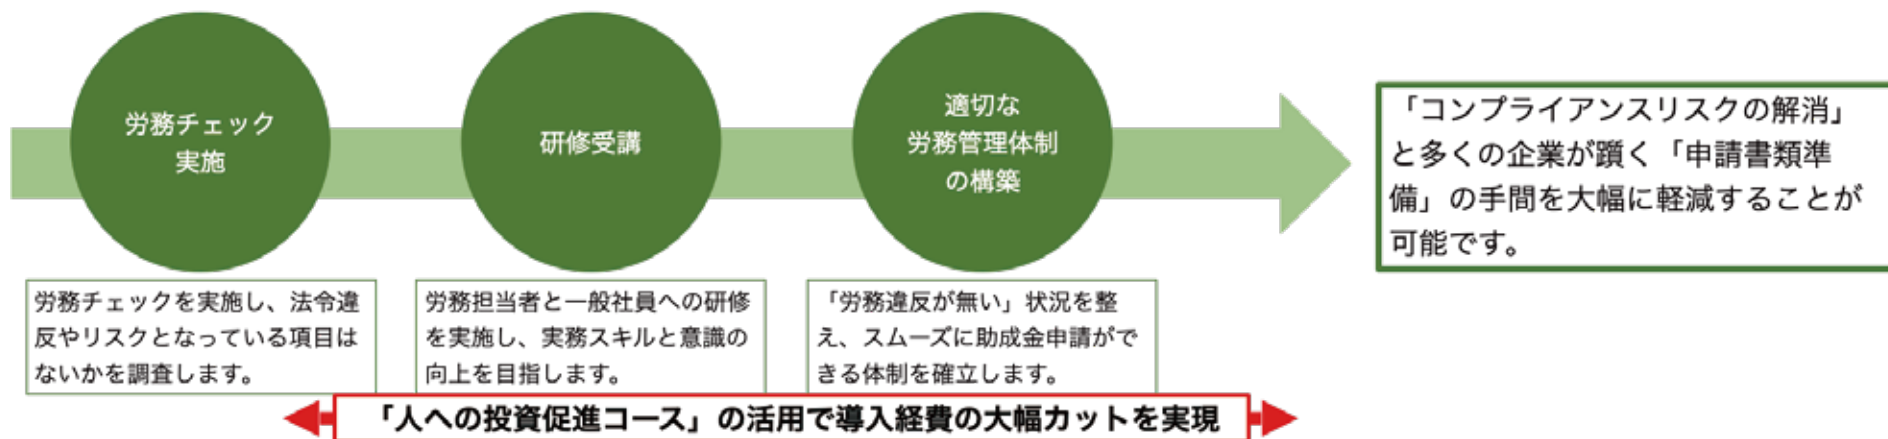 労務チェック
実施
研修受講
適切な
労務管理体制
の構築
「コンプライアンスリスクの解消」
と多くの企業が躓く「申請書類準
備」の手間を大幅に軽減することが
可能です。
労務チェックを実施し、法令違
反やリスクとなっている項目は
ないかを調査します。
労務担当者と一般社員への研修
を実施し、実務スキルと意識の
向上を目指します。
「労務違反が無い」状況を整
え、スムーズに助成金申請がで
きる体制を確立します。
「人への投資促進コース」の活用で導入経費の大幅カットを実現